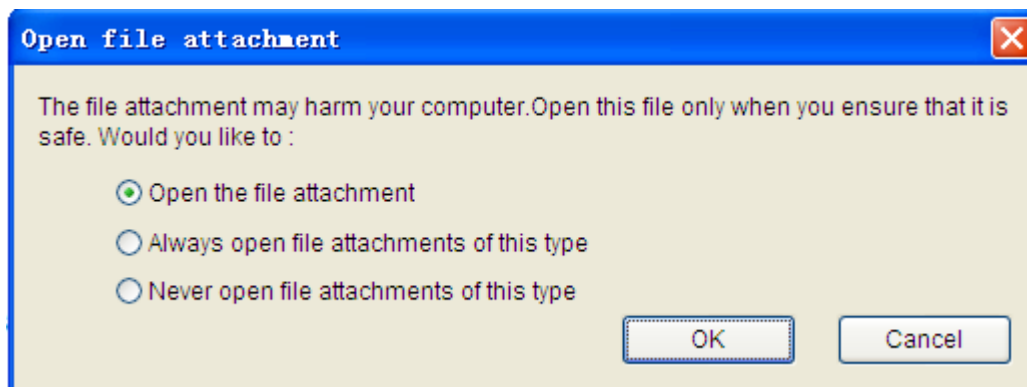 Open file attachment
The file attachment may harm your computer.Open this file only when you ensure that it is
safe. Would you like to :
Open the file attachment
Always open file attachments of this type
Never open file attachments of this type
OK Cancel